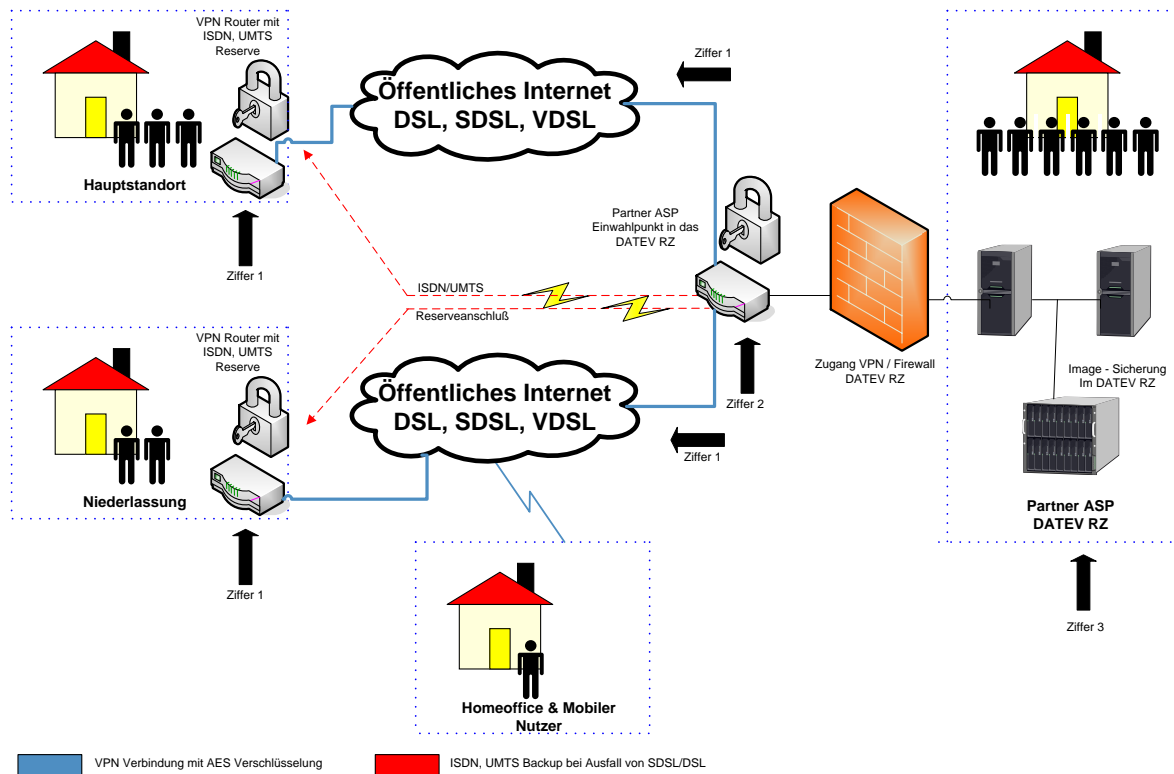 VPN Router mit
ISDN, UMTS
Reserve
Hauptstandort
Ziffer 1
Öffentliches Internet
DSL, SDSL, VDSL
Ziffer 1
Partner ASP
Einwahlpunkt in das
DATEV RZ
ISDN/UMTS
Reserveanschluß
Ziffer 2
Zugang VPN / Firewall
DATEV RZ
Image - Sicherung
Im DATEV RZ
Partner ASP
DATEV RZ
Ziffer 3
VPN Router mit
ISDN, UMTS
Reserve
Niederlassung
Ziffer 1
Öffentliches Internet
DSL, SDSL, VDSL
Ziffer 1
Homeoffice & Mobiler
Nutzer
VPN Verbindung mit AES Verschlüsselung
ISDN, UMTS Backup bei Ausfall von SDSL/DSL